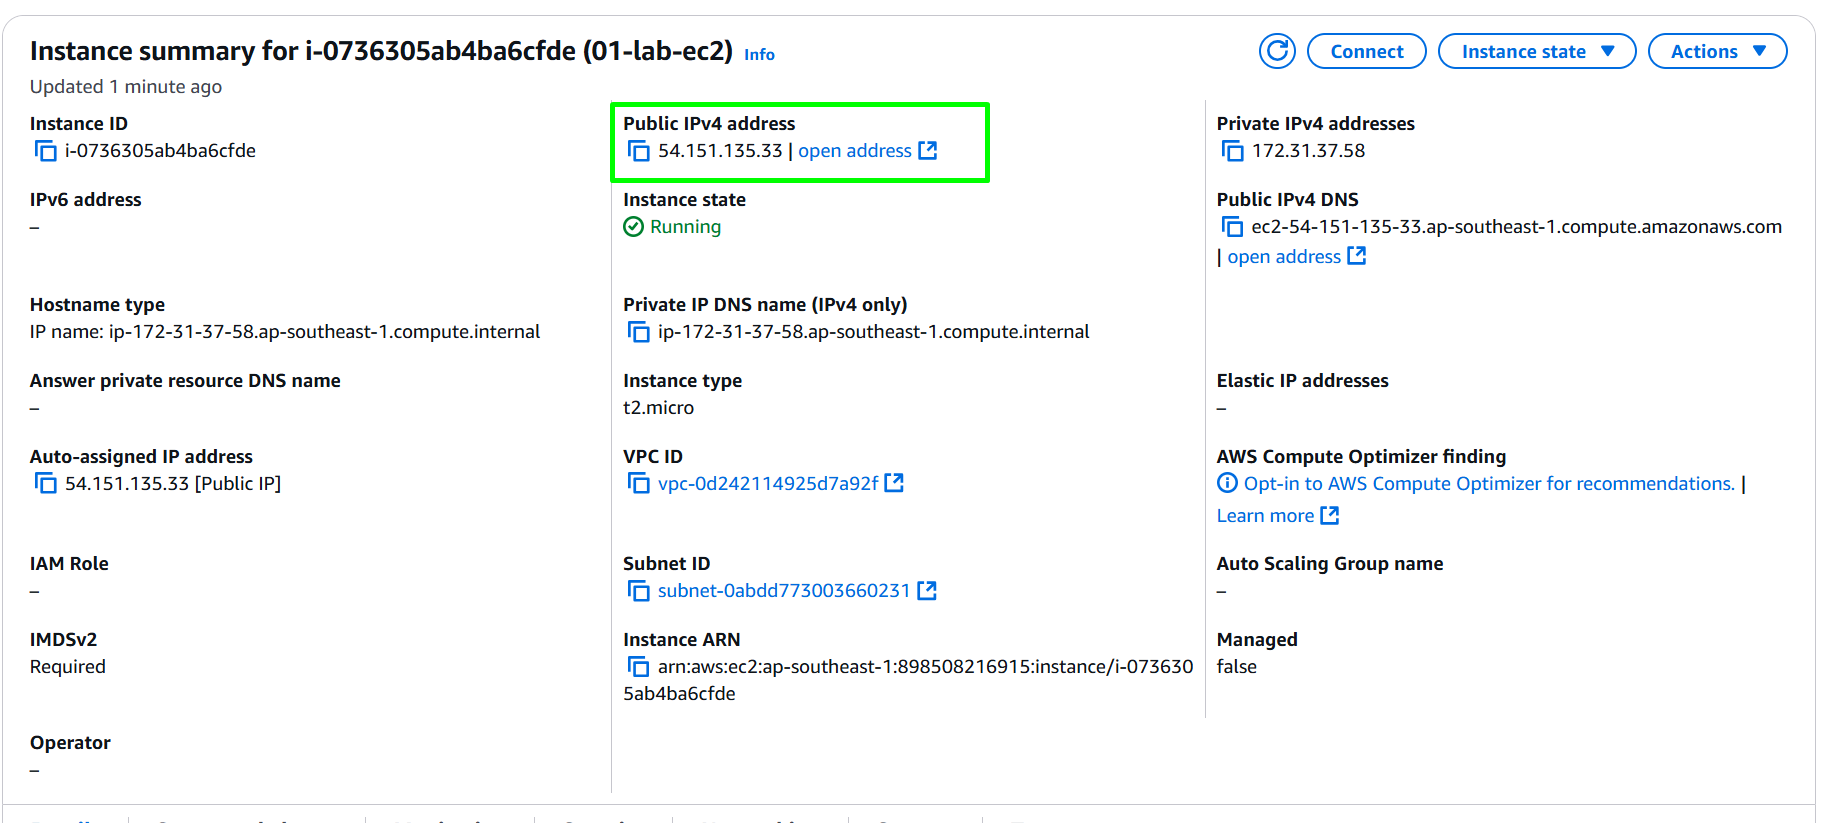 Instance summary for i-0736305ab4ba6cfde (01-lab-ec2) Info
Connect
Instance state
Actions
Updated 1 minute ago
Instance ID
i-0736305ab4ba6cfde
Public IPv4 address
54.151.135.33 | open address
Private IPv4 addresses
172.31.37.58
IPv6 address
–
Instance state
Running
Public IPv4 DNS
ec2-54-151-135-33.ap-southeast-1.compute.amazonaws.com
| open address
Hostname type
IP name: ip-172-31-37-58.ap-southeast-1.compute.internal
Private IP DNS name (IPv4 only)
ip-172-31-37-58.ap-southeast-1.compute.internal
Answer private resource DNS name
–
Instance type
t2.micro
Elastic IP addresses
–
Auto-assigned IP address
54.151.135.33 [Public IP]
VPC ID
vpc-0d242114925d7a92f
AWS Compute Optimizer finding
Opt-in to AWS Compute Optimizer for recommendations. |
Learn more
IAM Role
–
Subnet ID
subnet-0abdd773003660231
Auto Scaling Group name
–
IMDSv2
Required
Instance ARN
arn:aws:ec2:ap-southeast-1:898508216915:instance/i-073630
5ab4ba6cfde
Managed
false
Operator
–